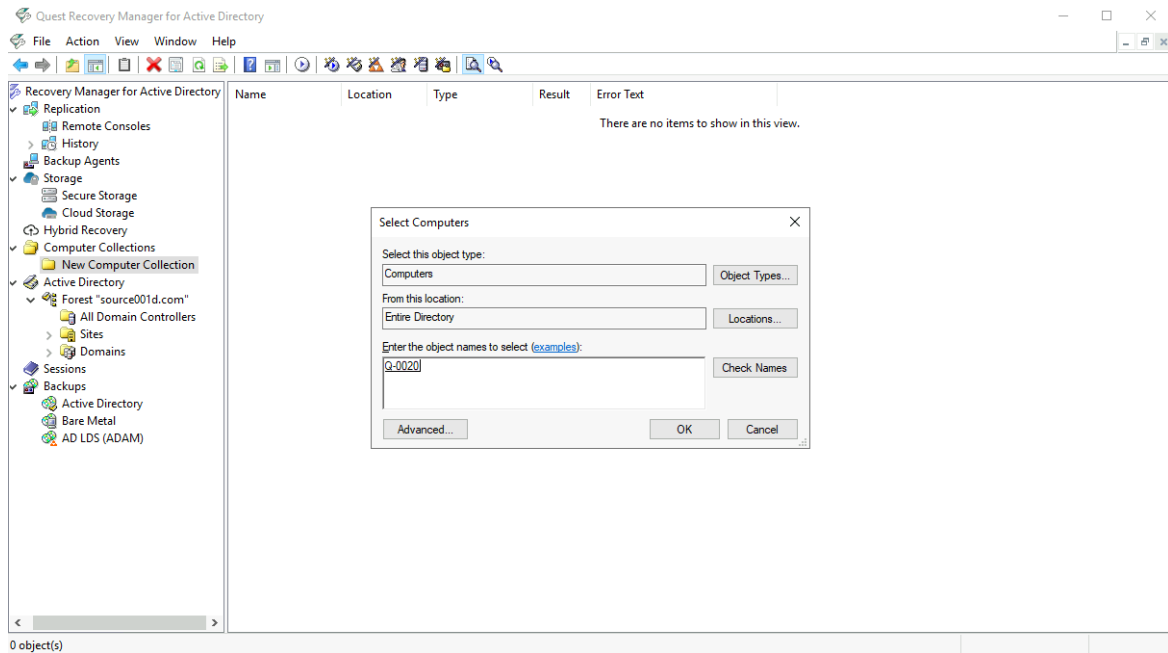 Quest Recovery Manager for Active Directory
File Action View Window Help
Recovery Manager for Active Directory
Replication
Remote Consoles
History
Backup Agents
Storage
Secure Storage
Cloud Storage
Hybrid Recovery
Computer Collections
New Computer Collection
Active Directory
Forest "source001d.com"
All Domain Controllers
Sites
Domains
Sessions
Backups
Active Directory
Bare Metal
AD LDS (ADAM)
Name Location Type Result Error Text
There are no items to show in this view.
Select Computers
Select this object type:
Computers Object Types...
From this location:
Entire Directory Locations...
Enter the object names to select (examples):
Q-0020 Check Names
Advanced... OK Cancel
0 object(s)